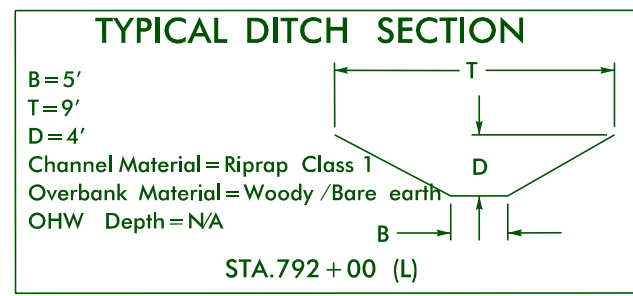 TYPICAL DITCH SECTION
T
B=5'
T=9'
D=4'
D
Channel Material=Riprap Class 1
Overbank Material=Woody/Bare earth
OHW Depth=N/A
B
STA.792+00 (L)